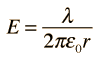 E = λ / 2πε₀r